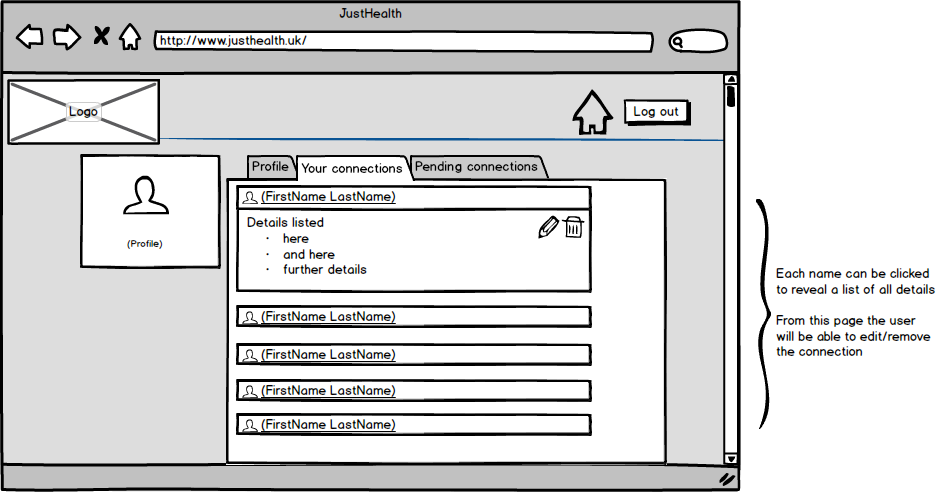 JustHealth
http://www.justhealth.uk/
Logo
Log out
Profile
Your connections
Pending connections
(Profile)
(FirstName LastName)
Details listed
· here
· and here
· further details
(FirstName LastName)
(FirstName LastName)
(FirstName LastName)
(FirstName LastName)
Each name can be clicked
to reveal a list of all details
From this page the user
will be able to edit/remove
the connection